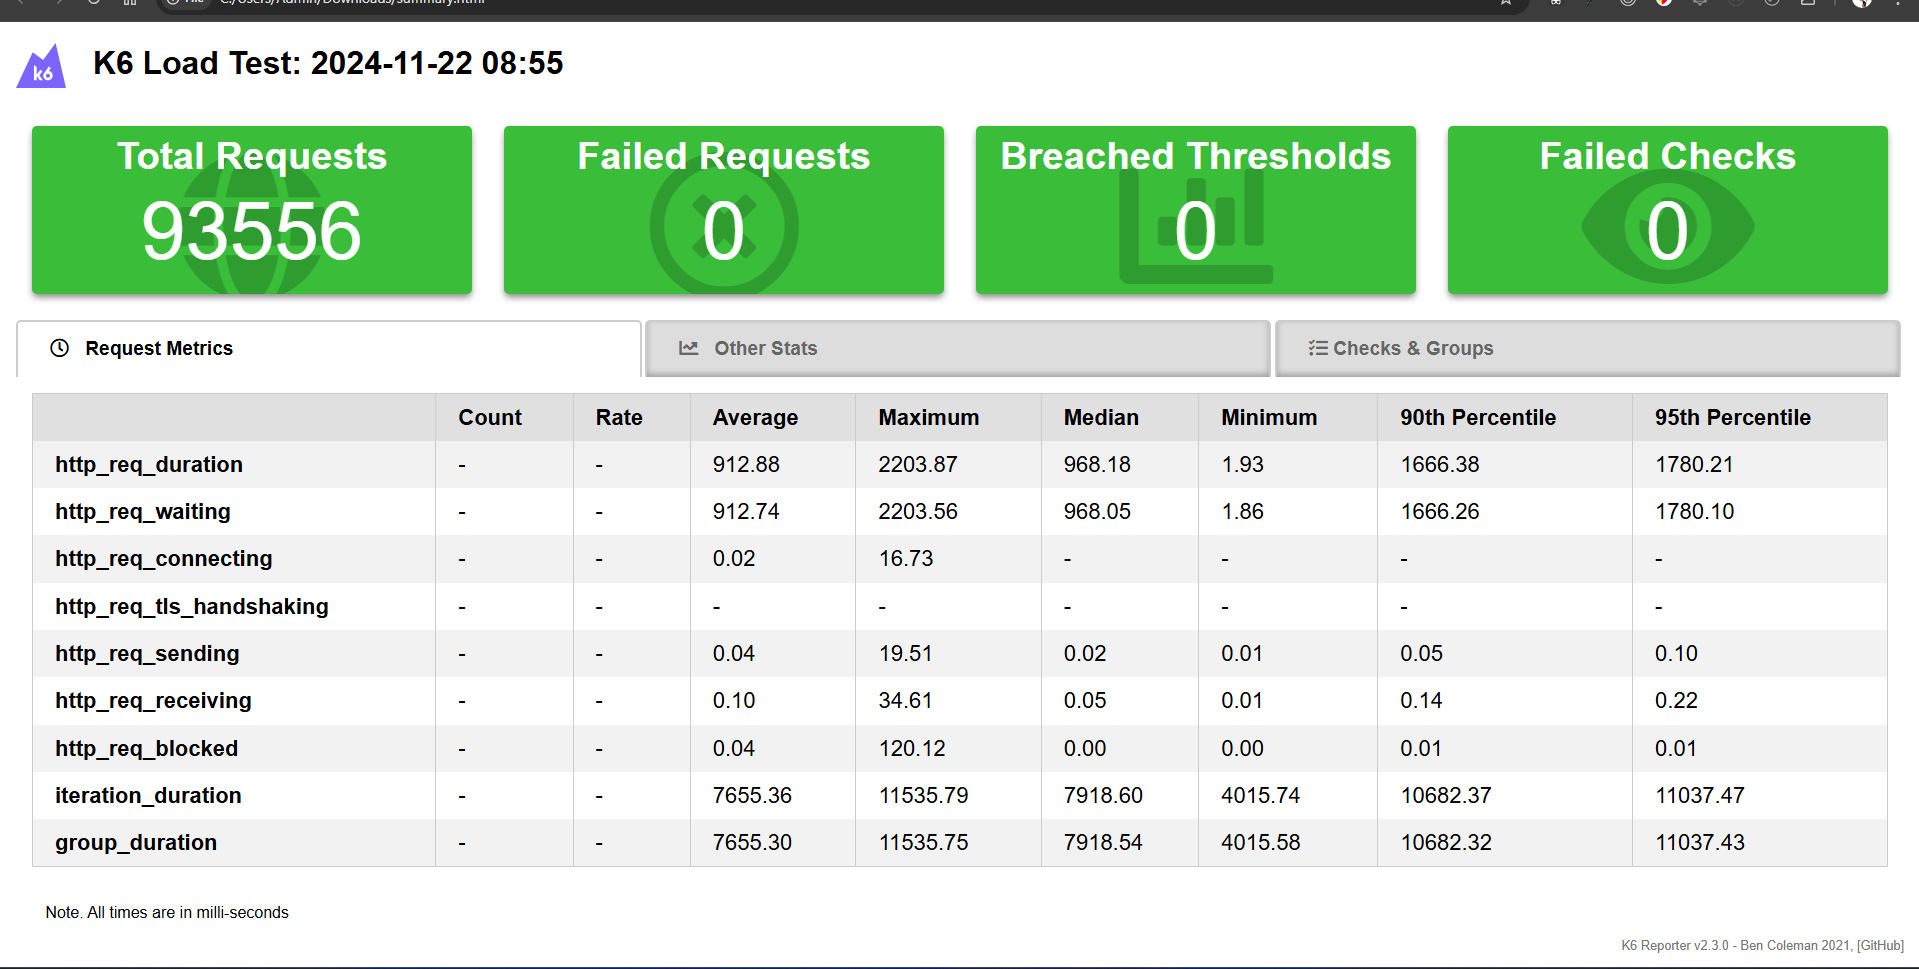 File C:/Users/Admin/Downloads/summary.html
k6 K6 Load Test: 2024-11-22 08:55
Total Requests Failed Requests Breached Thresholds Failed Checks
93556 0 0 0
Request Metrics Other Stats Checks & Groups
Count Rate Average Maximum Median Minimum 90th Percentile 95th Percentile
http_req_duration - - 912.88 2203.87 968.18 1.93 1666.38 1780.21
http_req_waiting - - 912.74 2203.56 968.05 1.86 1666.26 1780.10
http_req_connecting - - 0.02 16.73 - - - -
http_req_tls_handshaking - - - - - - - -
http_req_sending - - 0.04 19.51 0.02 0.01 0.05 0.10
http_req_receiving - - 0.10 34.61 0.05 0.01 0.14 0.22
http_req_blocked - - 0.04 120.12 0.00 0.00 0.01 0.01
iteration_duration - - 7655.36 11535.79 7918.60 4015.74 10682.37 11037.47
group_duration - - 7655.30 11535.75 7918.54 4015.58 10682.32 11037.43
Note. All times are in milli-seconds
K6 Reporter v2.3.0 - Ben Coleman 2021, [GitHub]